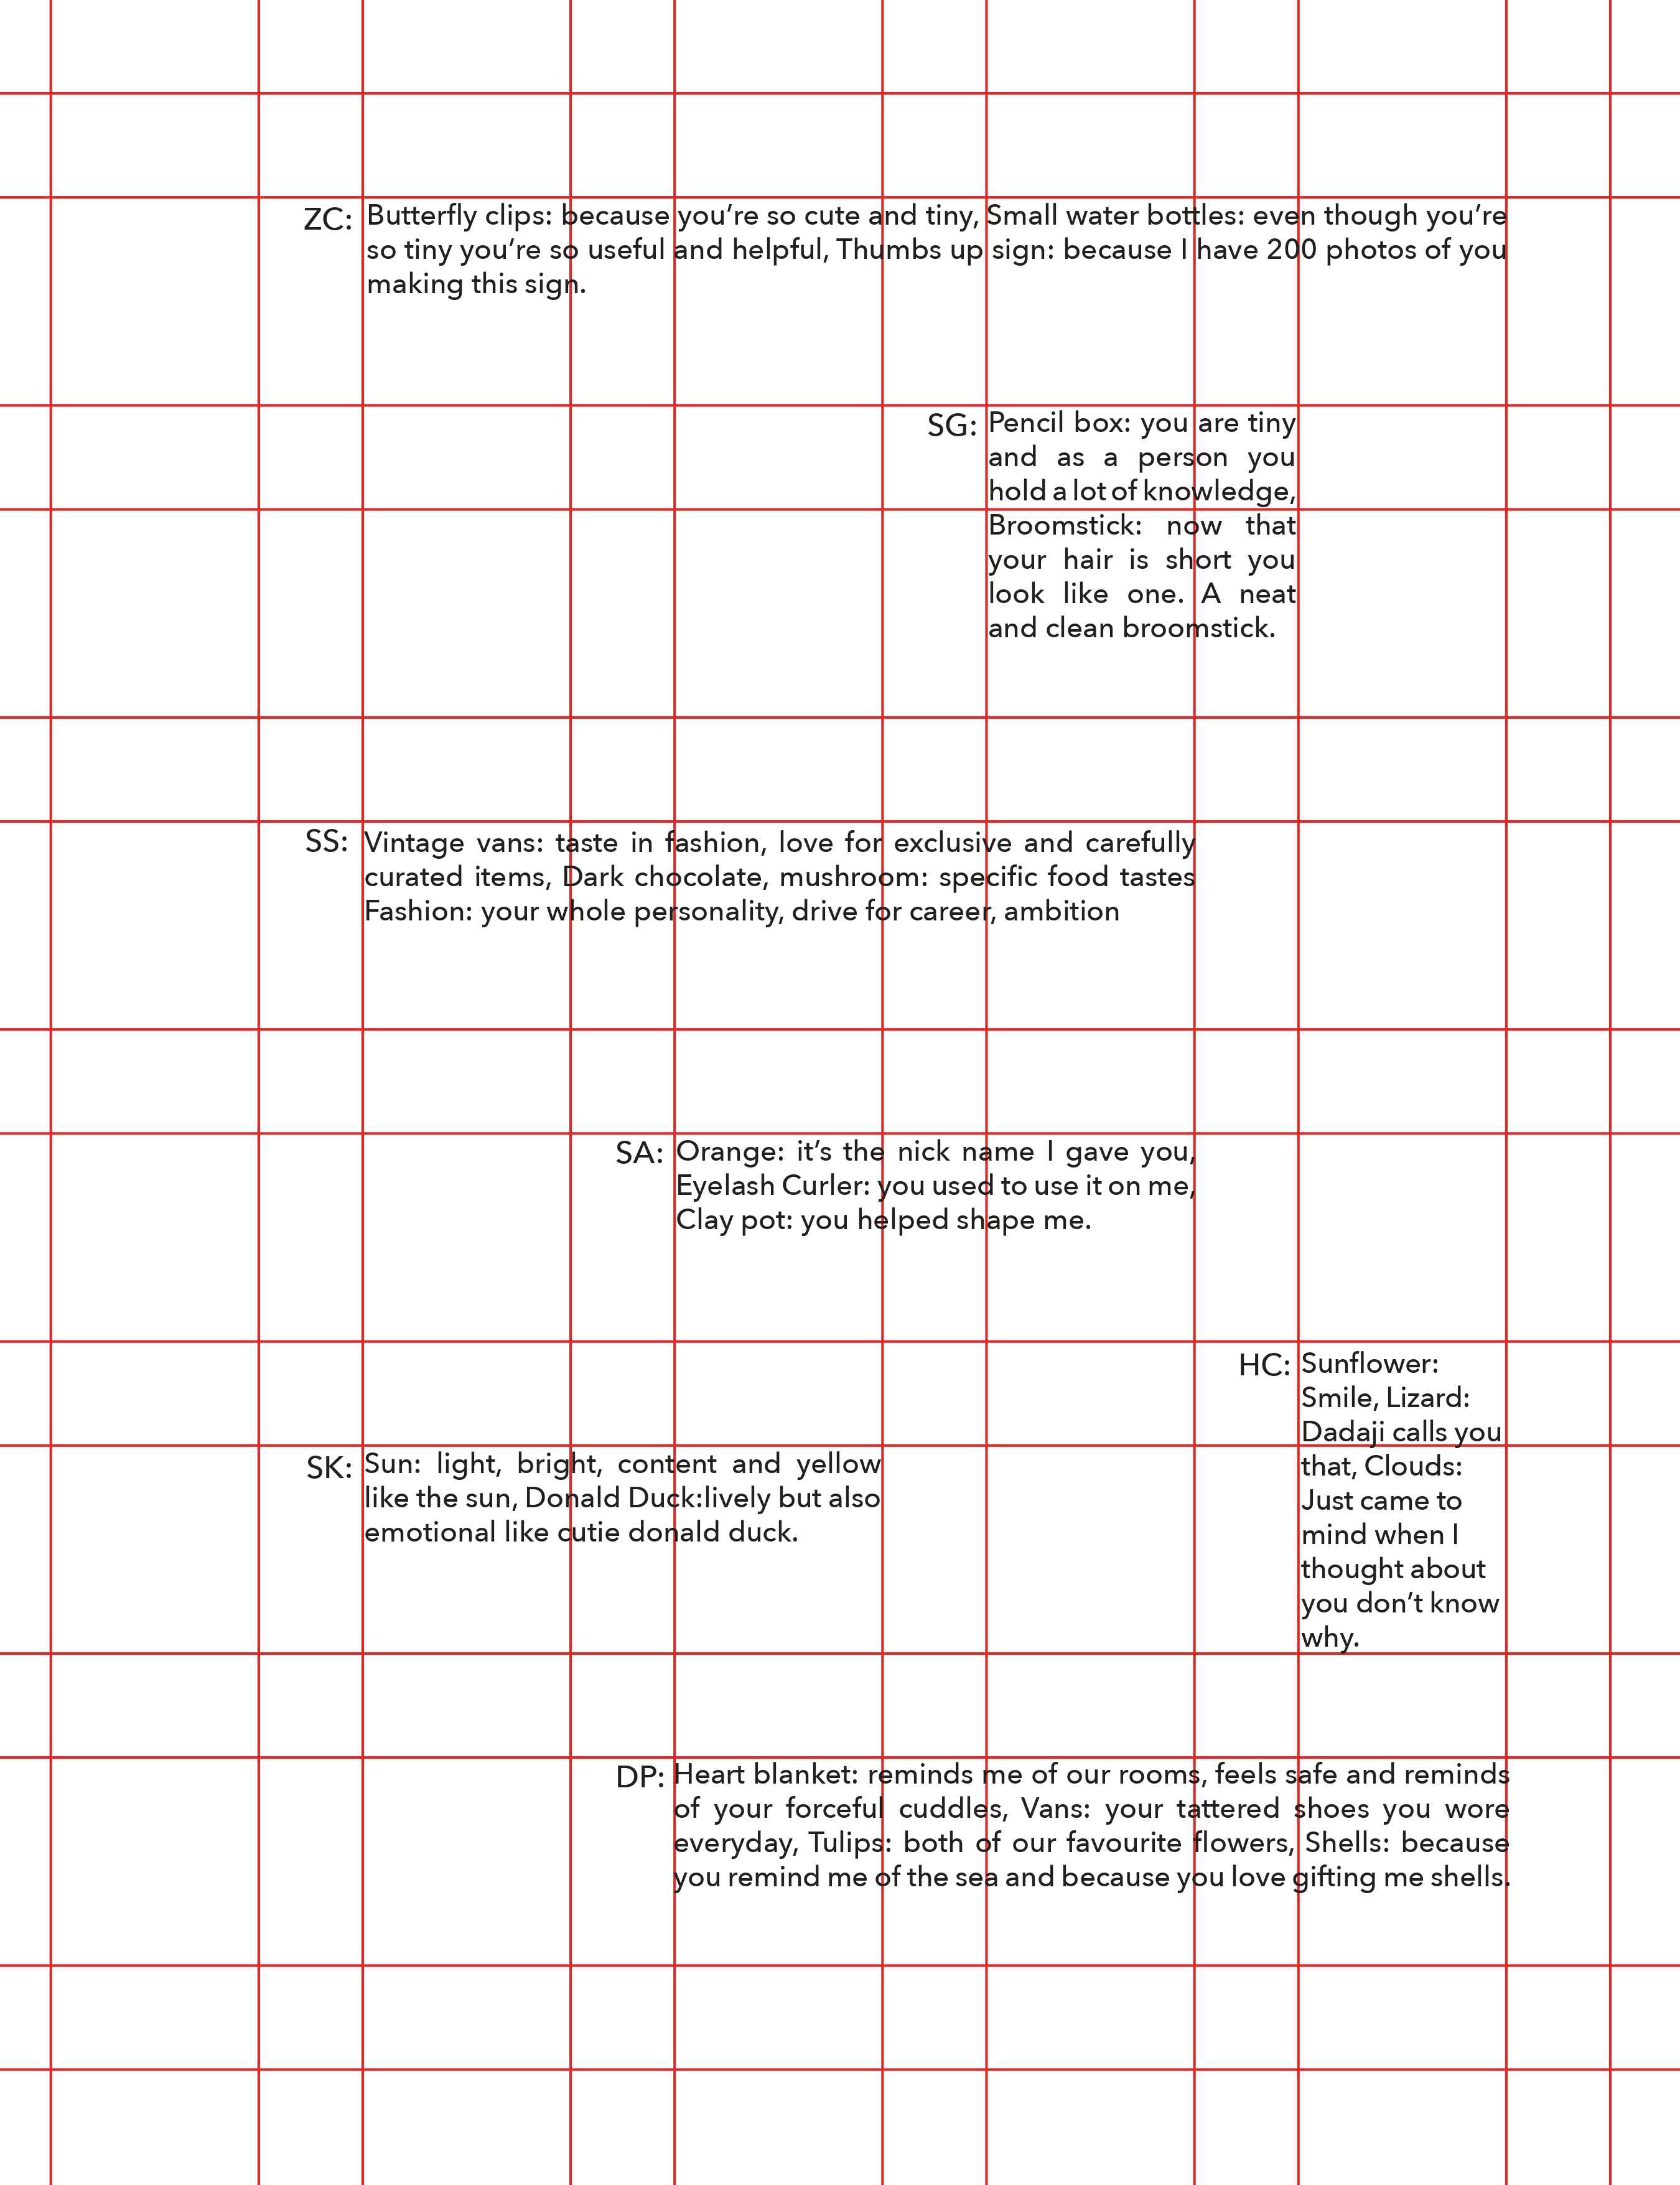 ZC: Butterfly clips: because you’re so cute and tiny, Small water bottles: even though you’re
so tiny you’re so useful and helpful, Thumbs up sign: because I have 200 photos of you
making this sign.
SG: Pencil box: you are tiny
and as a person you
hold a lot of knowledge,
Broomstick: now that
your hair is short you
look like one. A neat
and clean broomstick.
SS: Vintage vans: taste in fashion, love for exclusive and carefully
curated items, Dark chocolate, mushroom: specific food tastes
Fashion: your whole personality, drive for career, ambition
SA: Orange: it’s the nick name I gave you,
Eyelash Curler: you used to use it on me,
Clay pot: you helped shape me.
HC: Sunflower:
Smile, Lizard:
Dadaji calls you
that, Clouds:
Just came to
mind when I
thought about
you don’t know
why.
SK: Sun: light, bright, content and yellow
like the sun, Donald Duck:lively but also
emotional like cutie donald duck.
DP: Heart blanket: reminds me of our rooms, feels safe and reminds
of your forceful cuddles, Vans: your tattered shoes you wore
everyday, Tulips: both of our favourite flowers, Shells: because
you remind me of the sea and because you love gifting me shells.